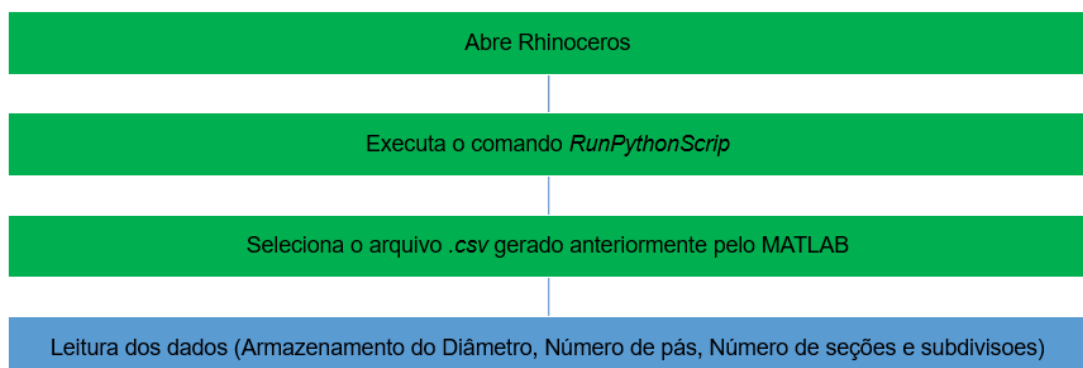 Abre Rhinoceros
Executa o comando RunPythonScrip
Seleciona o arquivo .csv gerado anteriormente pelo MATLAB
Leitura dos dados (Armazenamento do Diâmetro, Número de pás, Número de seções e subdivisoes)